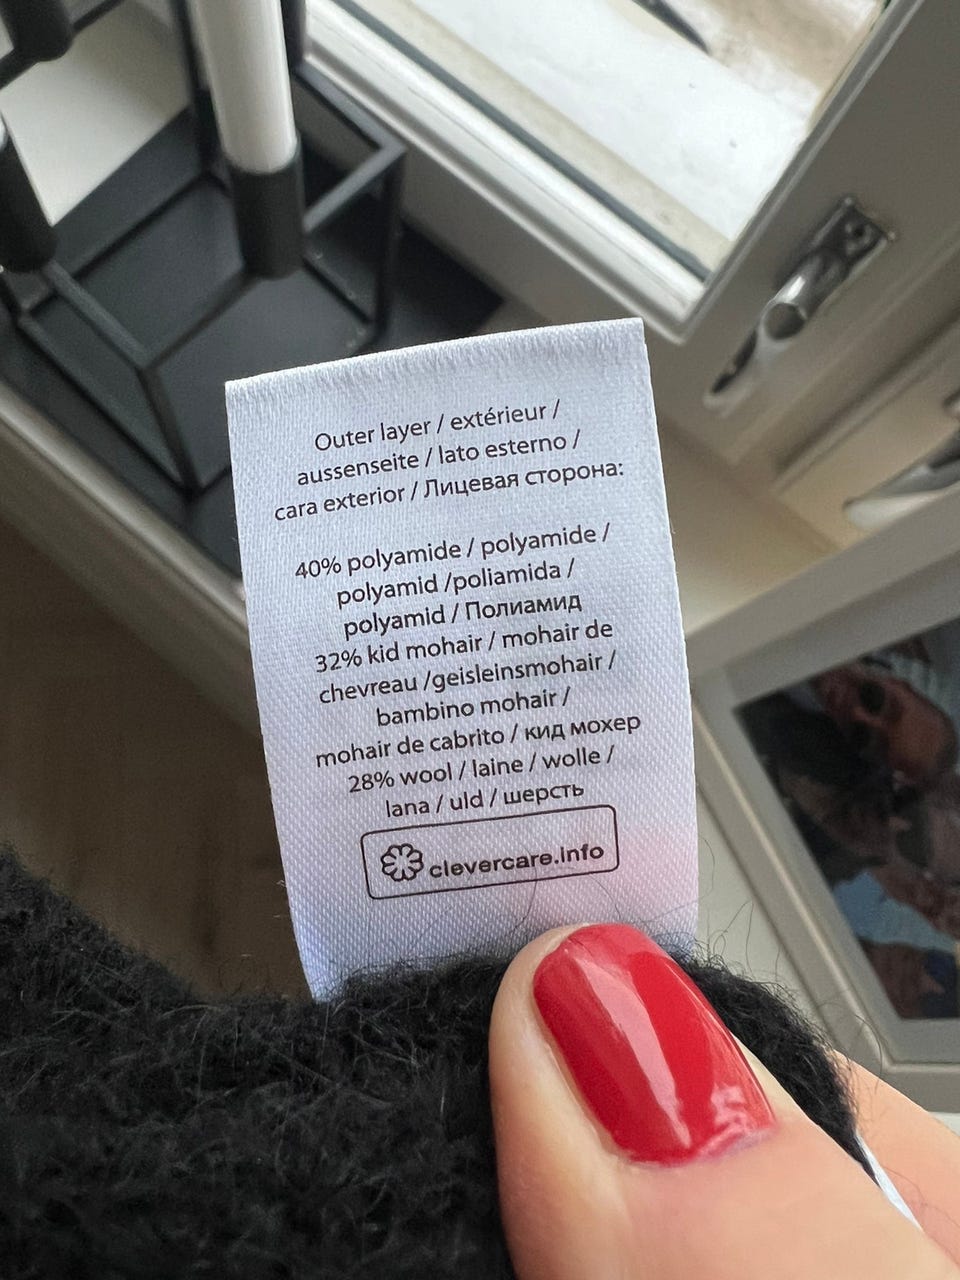 Outer layer / extérieur /
aussenseite / lato esterno /
cara exterior / Лицевая сторона:
40% polyamide / polyamide /
polyamid /poliamida /
polyamid / Полиамид
32% kid mohair / mohair de
chevreau /geisleinsmohair /
bambino mohair /
mohair de cabrito / кид мохер
28% wool / laine / wolle /
lana / uld / шерсть
clevercare.info